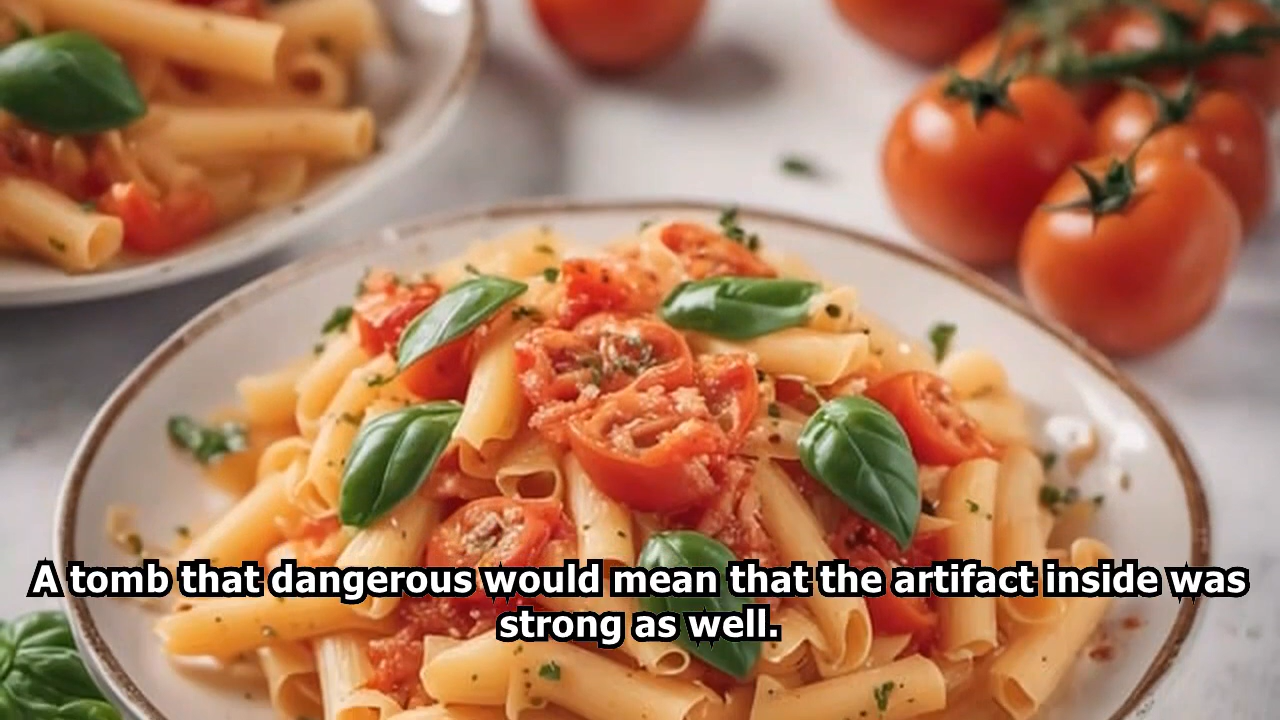 A tomb that dangerous would mean that the artifact inside was
strong as well.